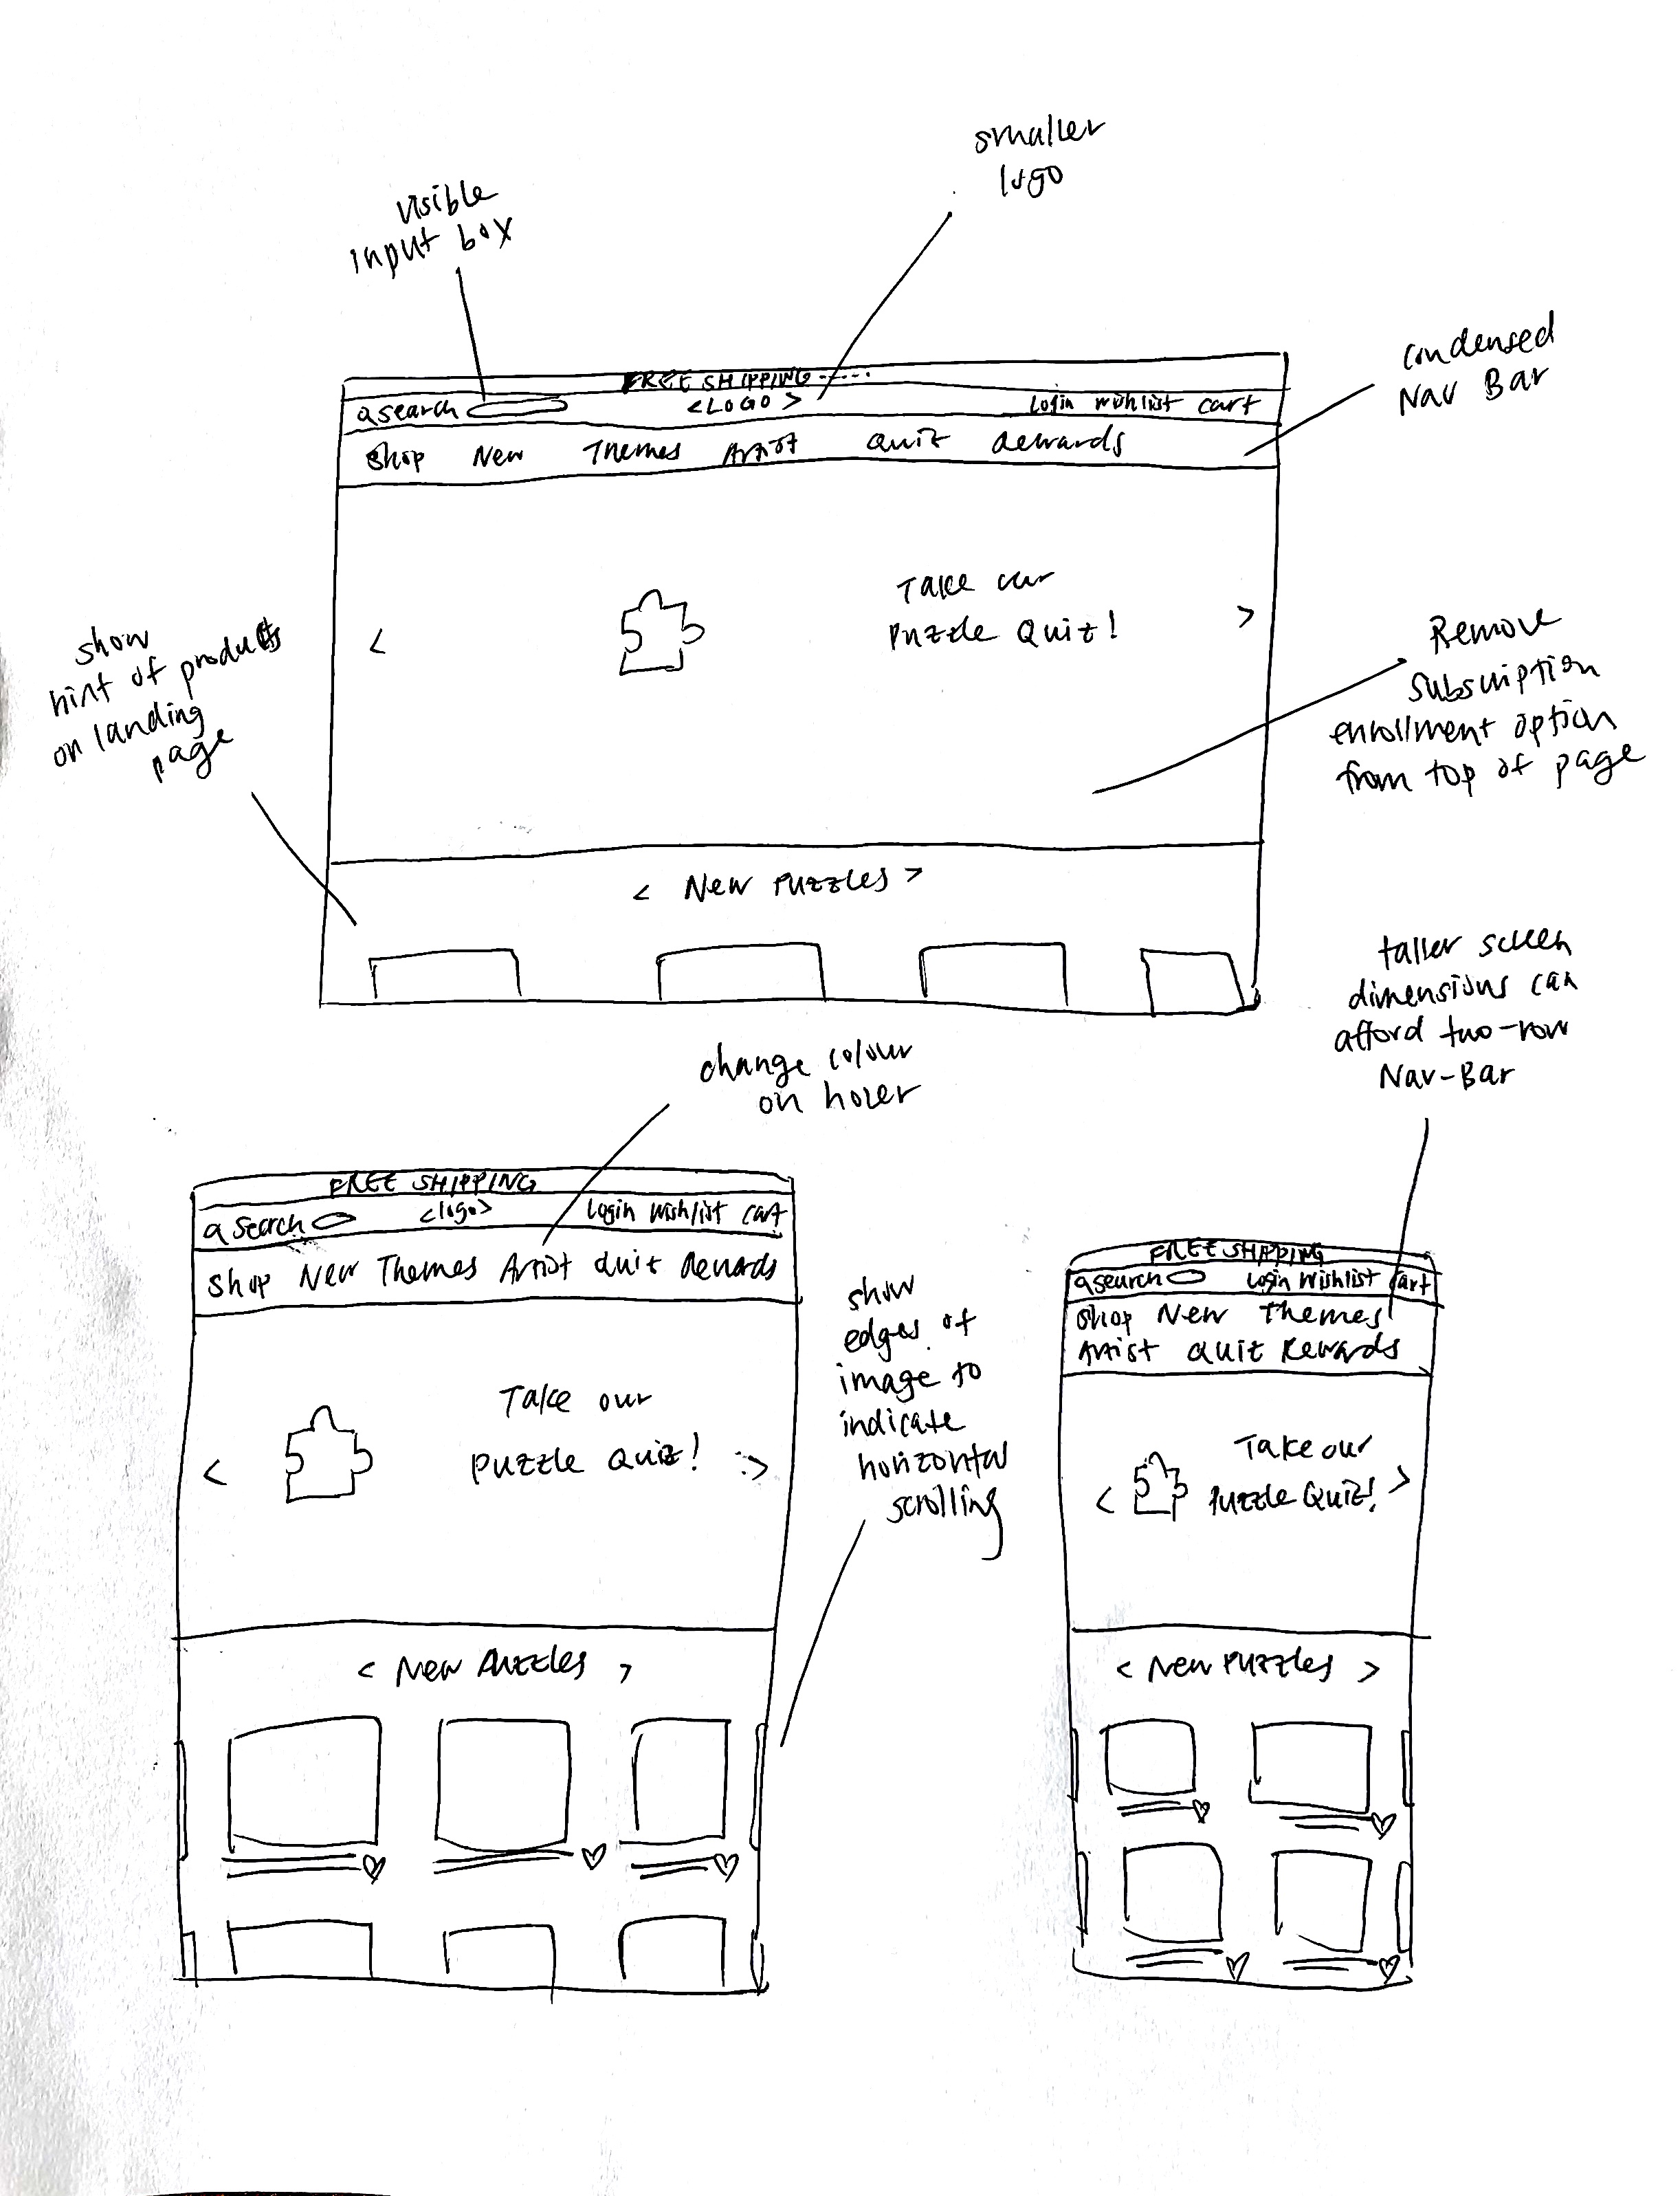 smaller
logo
visible
input box
condensed
Nav Bar
FREE SHIPPING......
search <LOGO> Login wishlist cart
Shop New Themes Artist Quiz Rewards
<
Take our
Puzzle Quiz!
>
show
hint of products
on landing
page
Remove
subscription
enrollment option
from top of page
< New Puzzles >
taller screen
dimensions can
afford two-row
Nav-Bar
change colour
on hover
FREE SHIPPING
search <logo> Login wishlist cart
Shop New Themes Artist Quiz Rewards
<
Take our
Puzzle Quiz!
>
< New Puzzles >
show
edges of
image to
indicate
horizontal
scrolling
FREE SHIPPING
search Login Wishlist Cart
Shop New Themes
Artist Quiz Rewards
<
Take our
Puzzle Quiz!
>
< New Puzzles >